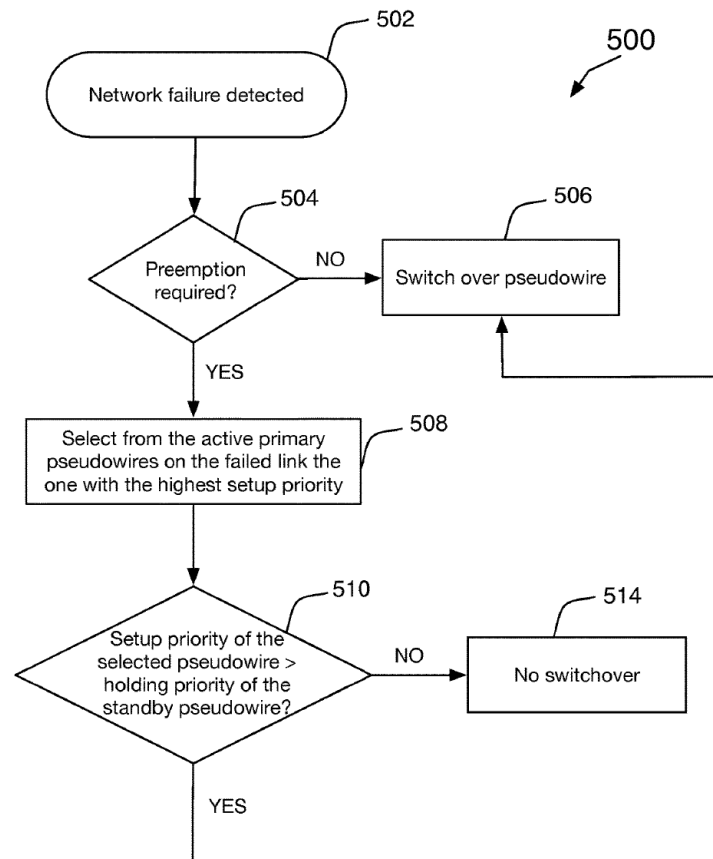 502
500
Network failure detected
504
506
Preemption
required?
NO
Switch over pseudowire
YES
508
Select from the active primary
pseudowires on the failed link the
one with the highest setup priority
510
514
Setup priority of the
selected pseudowire >
holding priority of the
standby pseudowire?
NO
No switchover
YES